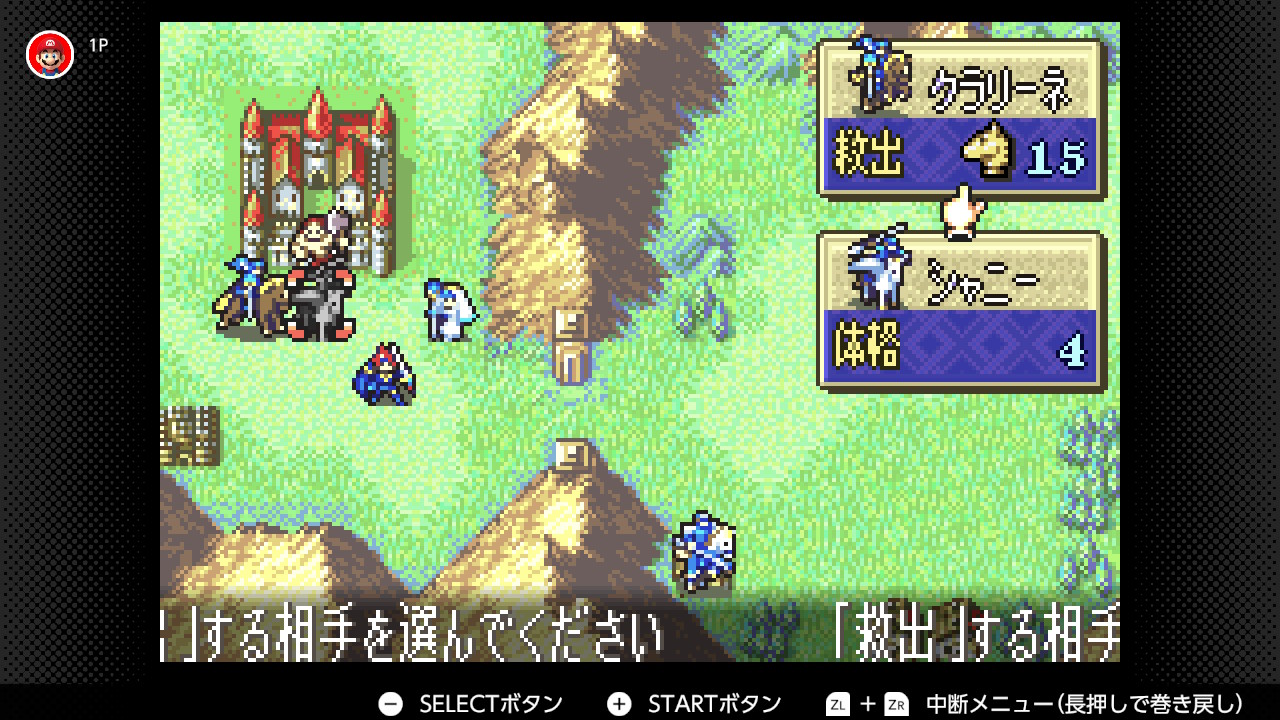 1P
クラリーネ
救出 15
シャニー
体格 4
」する相手を選んでください 「救出」する相手
SELECTボタン STARTボタン ZL + ZR 中断メニュー(長押しで巻き戻し)